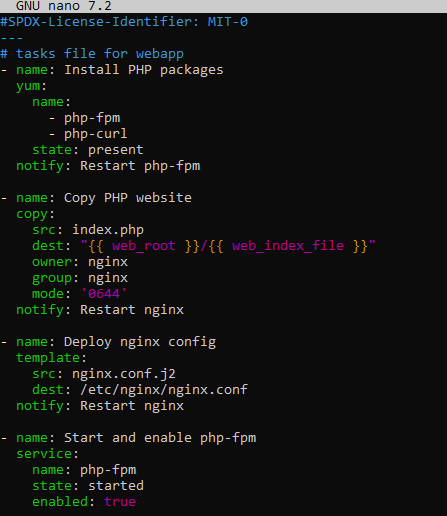 GNU nano 7.2
#SPDX-License-Identifier: MIT-0
---
# tasks file for webapp
- name: Install PHP packages
  yum:
    name:
      - php-fpm
      - php-curl
    state: present
  notify: Restart php-fpm

- name: Copy PHP website
  copy:
    src: index.php
    dest: "{{ web_root }}/{{ web_index_file }}"
    owner: nginx
    group: nginx
    mode: '0644'
  notify: Restart nginx

- name: Deploy nginx config
  template:
    src: nginx.conf.j2
    dest: /etc/nginx/nginx.conf
  notify: Restart nginx

- name: Start and enable php-fpm
  service:
    name: php-fpm
    state: started
    enabled: true